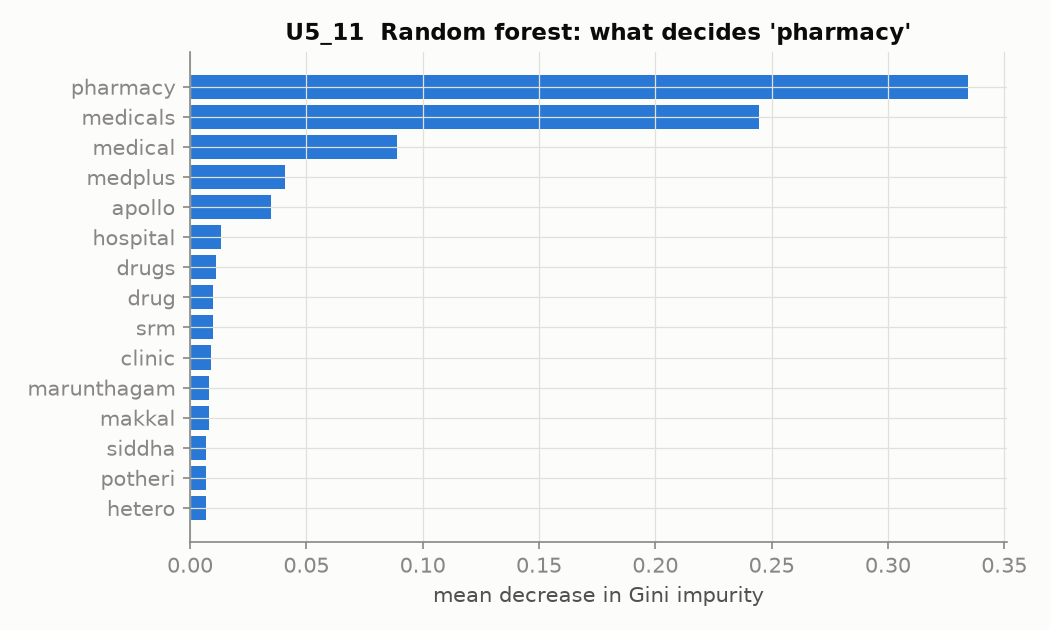 U5_11  Random forest: what decides 'pharmacy'
pharmacy
medicals
medical
medplus
apollo
hospital
drugs
drug
srm
clinic
marunthagam
makkal
siddha
potheri
hetero
0.00 0.05 0.10 0.15 0.20 0.25 0.30 0.35
mean decrease in Gini impurity